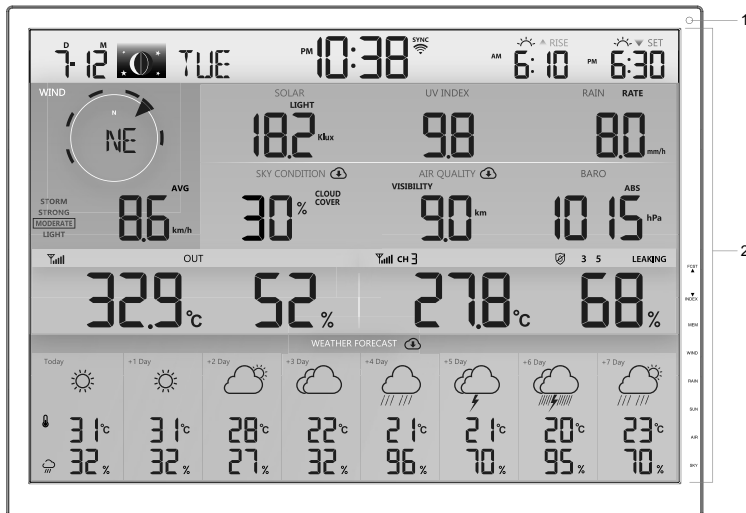 1
D M
7-12 TUE PM 10:38 SYNC AM 6:10 RISE PM 6:30 SET
WIND SOLAR UV INDEX RAIN RATE
N LIGHT
NE 18.2 Klux 9.8 8.0 mm/h
SKY CONDITION AIR QUALITY BARO
AVG CLOUD COVER VISIBILITY ABS
STORM
STRONG
MODERATE
LIGHT
8.6 km/h 30 % 9.0 km 1015 hPa
2
OUT CH 3 3 5 LEAKING
32.9 °C 52 % 27.8 °C 68 %
WEATHER FORECAST
Today +1 Day +2 Day +3 Day +4 Day +5 Day +6 Day +7 Day
31 °C 31 °C 28 °C 22 °C 21 °C 21 °C 20 °C 23 °C
32 % 32 % 27 % 32 % 96 % 70 % 95 % 70 %
FCST
INDEX
MEM
WIND
RAIN
SUN
AIR
SKY